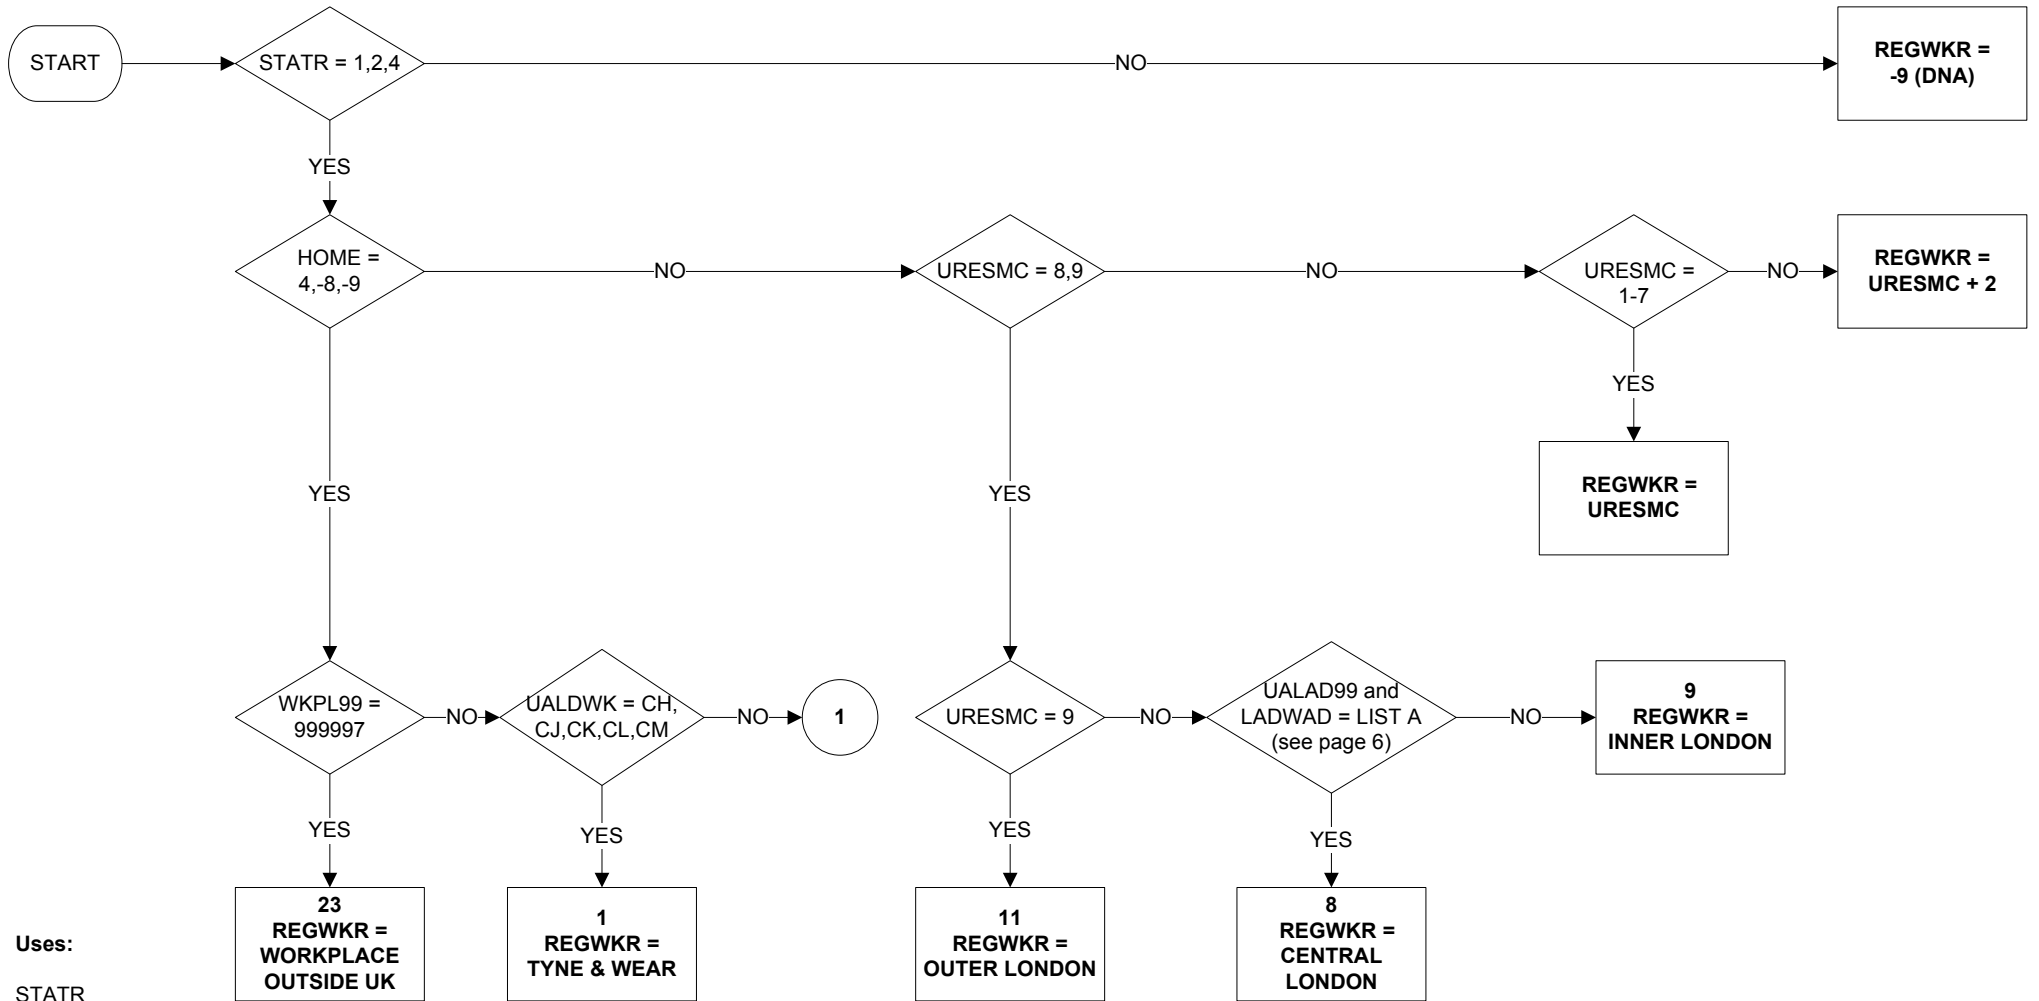 START
STATR = 1,2,4
NO
REGWKR =
-9 (DNA)
YES
HOME =
4,-8,-9
NO
URESMC = 8,9
NO
URESMC =
1-7
NO
REGWKR =
URESMC + 2
YES
REGWKR =
URESMC
YES
YES
WKPL99 =
999997
NO
UALDWK = CH,
CJ,CK,CL,CM
NO
1
URESMC = 9
NO
UALAD99 and
LADWAD = LIST A
(see page 6)
NO
9
REGWKR =
INNER LONDON
YES
YES
YES
YES
23
REGWKR =
WORKPLACE
OUTSIDE UK
1
REGWKR =
TYNE & WEAR
11
REGWKR =
OUTER LONDON
8
REGWKR =
CENTRAL
LONDON
Uses:
STATR